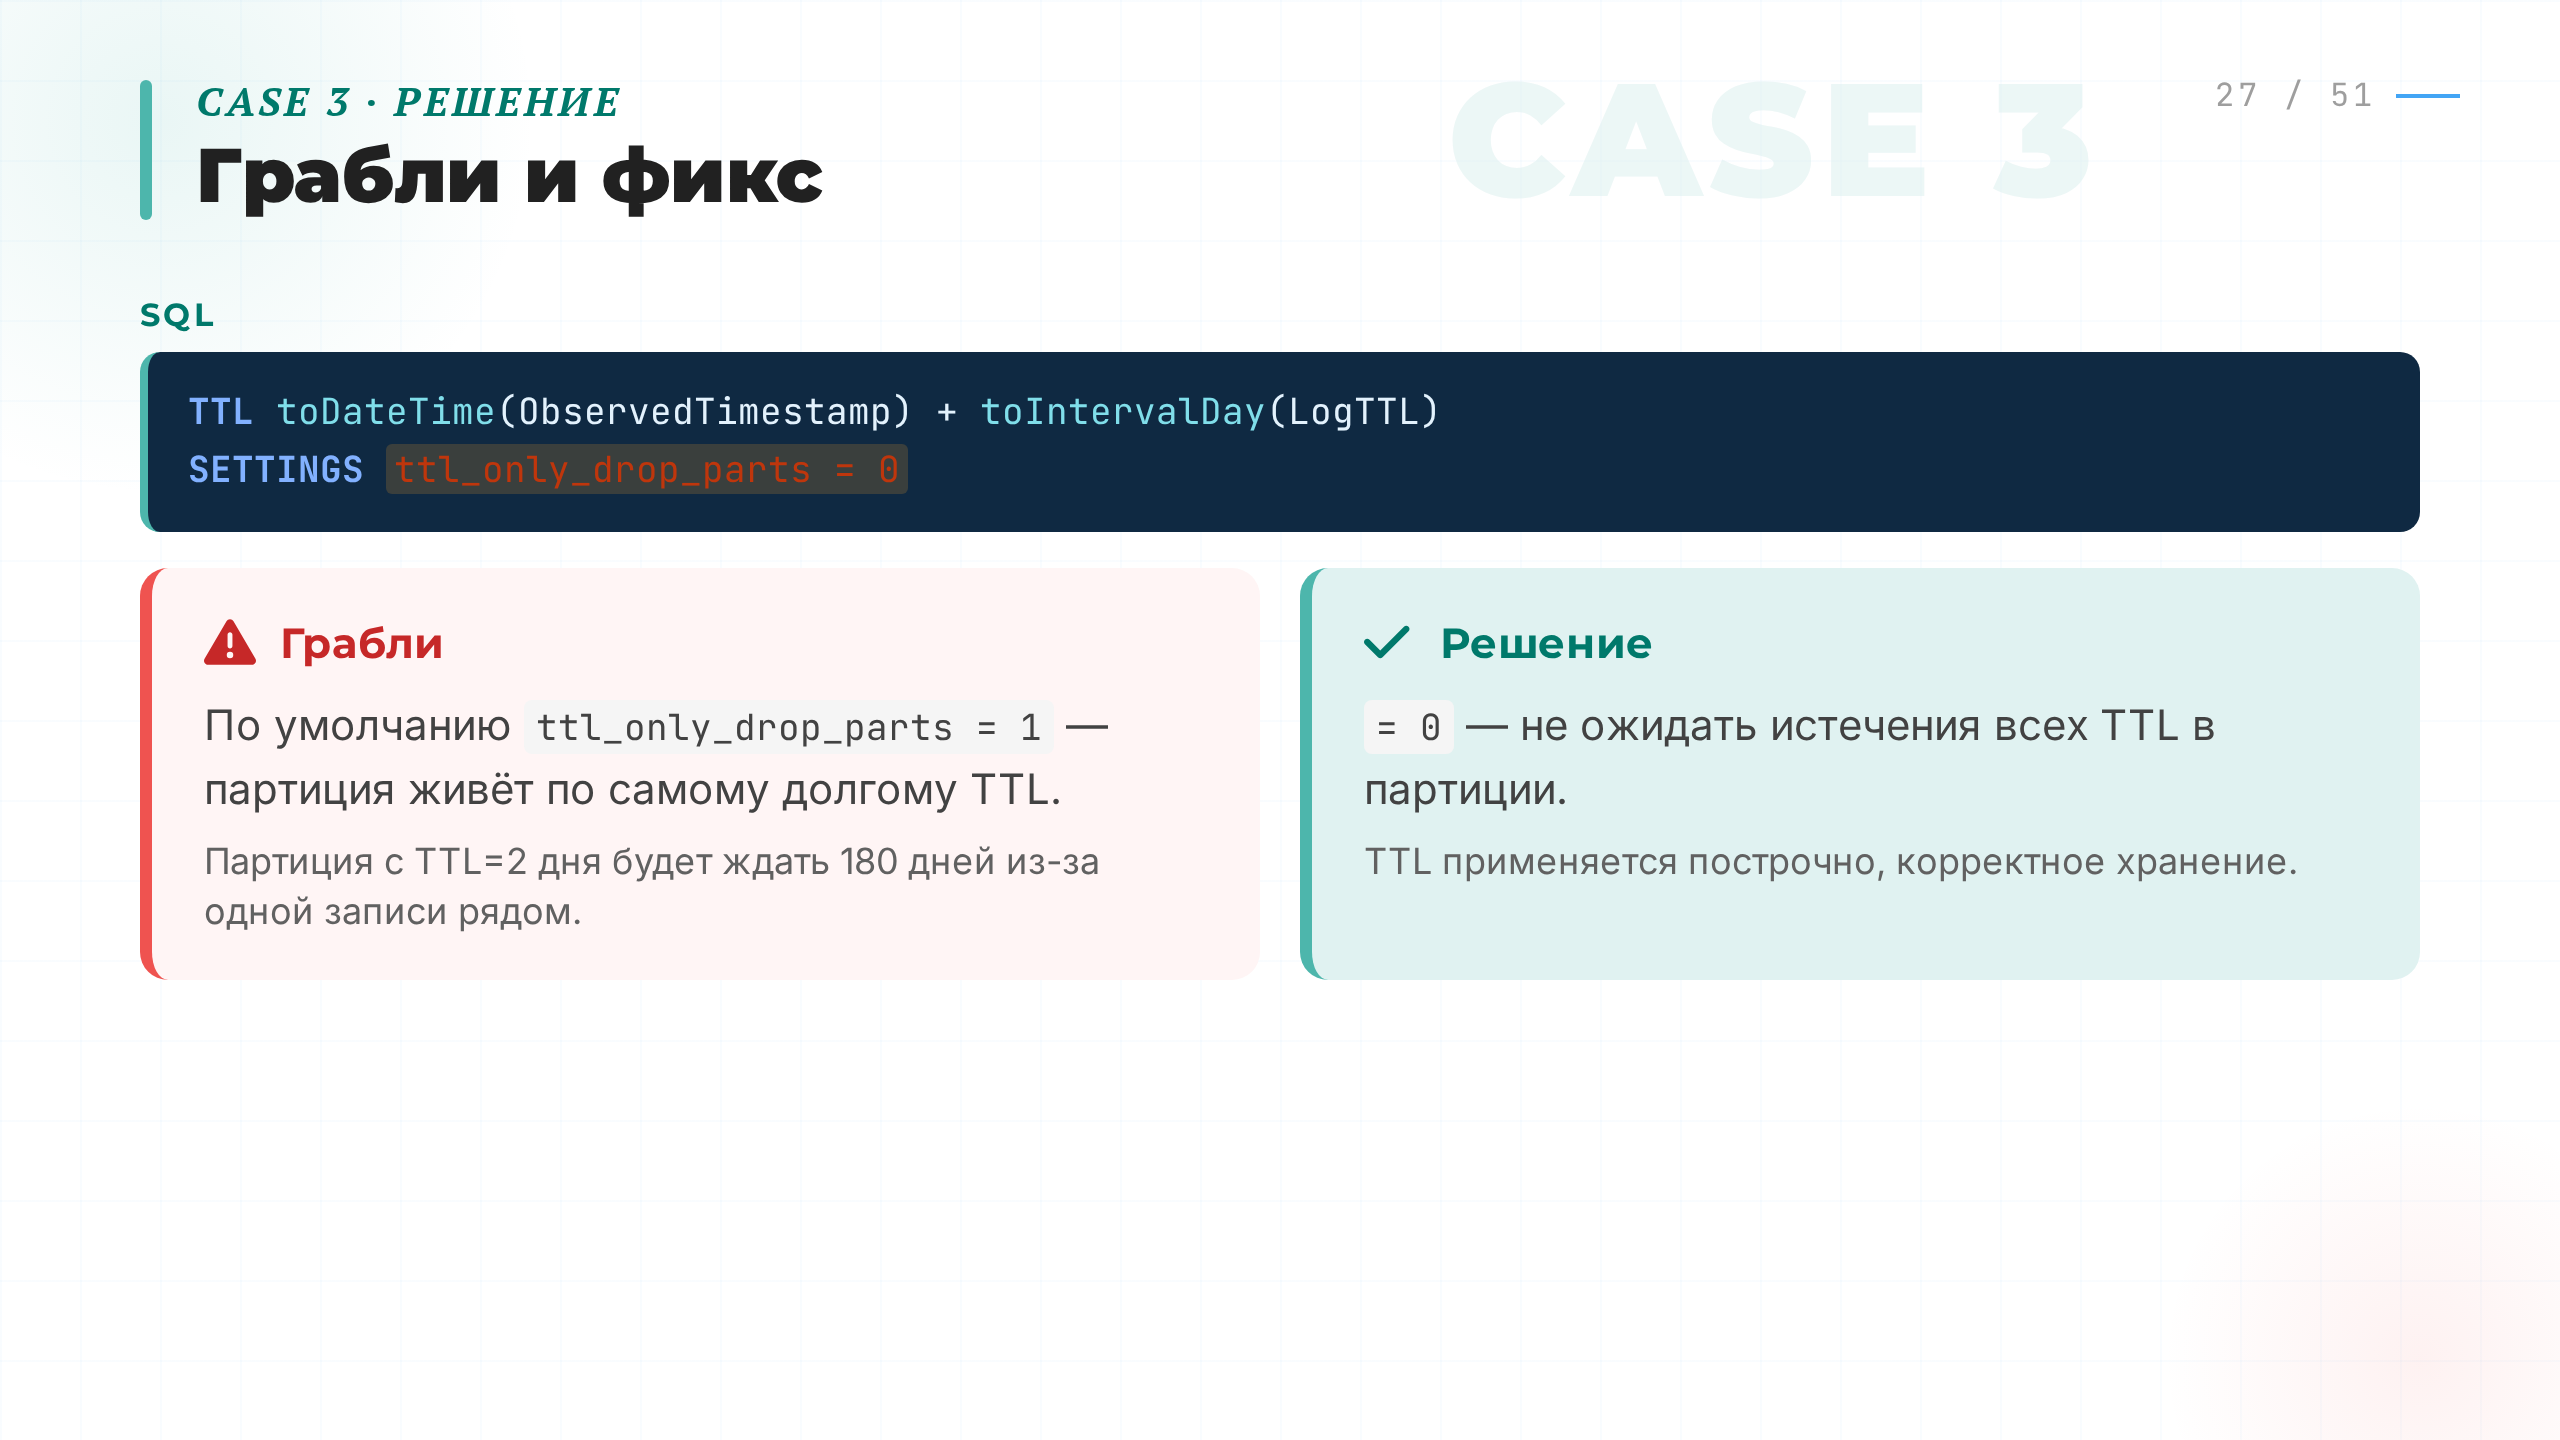 CASE 3 · РЕШЕНИЕ
Грабли и фикс
CASE 3
27 / 51
SQL
TTL toDateTime(ObservedTimestamp) + toIntervalDay(LogTTL)
SETTINGS ttl_only_drop_parts = 0
Грабли
По умолчанию ttl_only_drop_parts = 1 —
партиция живёт по самому долгому TTL.
Партиция с TTL=2 дня будет ждать 180 дней из-за
одной записи рядом.
Решение
= 0 — не ожидать истечения всех TTL в
партиции.
TTL применяется построчно, корректное хранение.